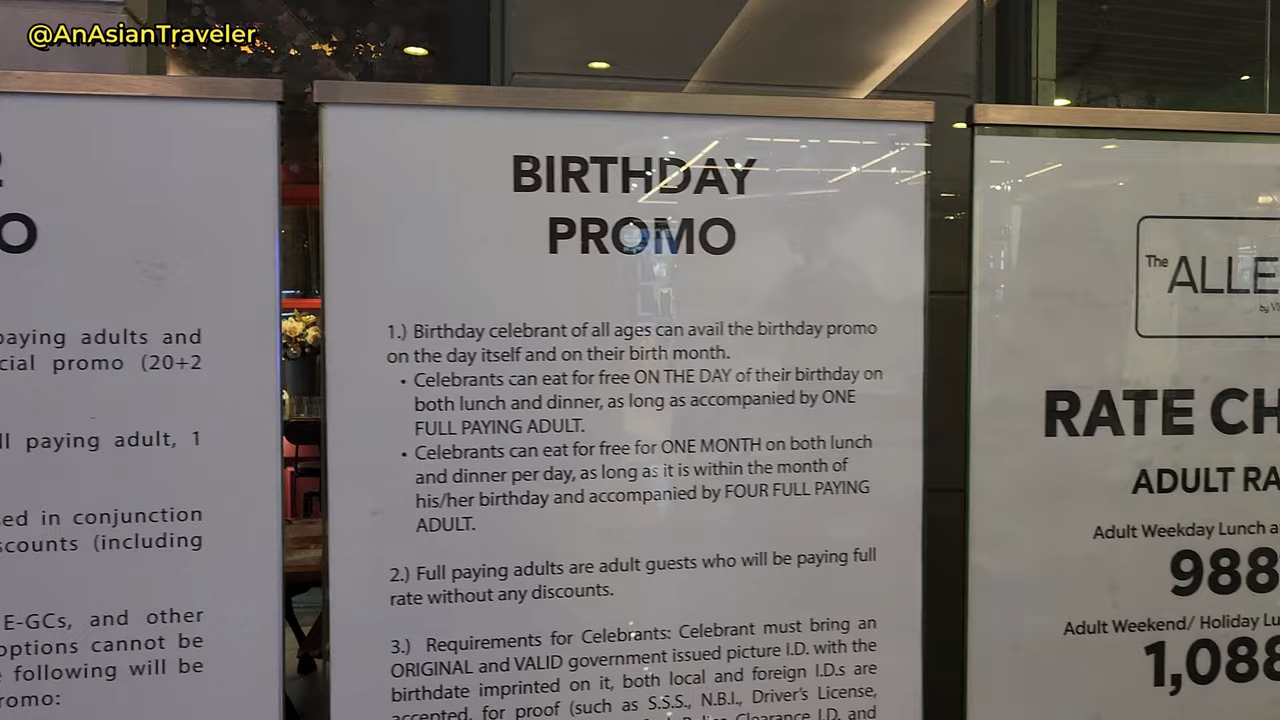 @AnAsianTraveler
O
paying adults and
cial promo (20+2
ll paying adult, 1
ed in conjunction
scounts (including
E-GCs, and other
options cannot be
following will be
romo:
BIRTHDAY
PROMO
1.) Birthday celebrant of all ages can avail the birthday promo
on the day itself and on their birth month.
• Celebrants can eat for free ON THE DAY of their birthday on
both lunch and dinner, as long as accompanied by ONE
FULL PAYING ADULT.
• Celebrants can eat for free for ONE MONTH on both lunch
and dinner per day, as long as it is within the month of
his/her birthday and accompanied by FOUR FULL PAYING
ADULT.
2.) Full paying adults are adult guests who will be paying full
rate without any discounts.
3.) Requirements for Celebrants: Celebrant must bring an
ORIGINAL and VALID government issued picture I.D. with the
birthdate imprinted on it, both local and foreign I.D.s are
accepted, for proof (such as S.S.S., N.B.I., Driver's License,
Clearance I.D. and
The ALLE
by
RATE CH
ADULT RA
Adult Weekday Lunch a
988
Adult Weekend/ Holiday Lu
1,088